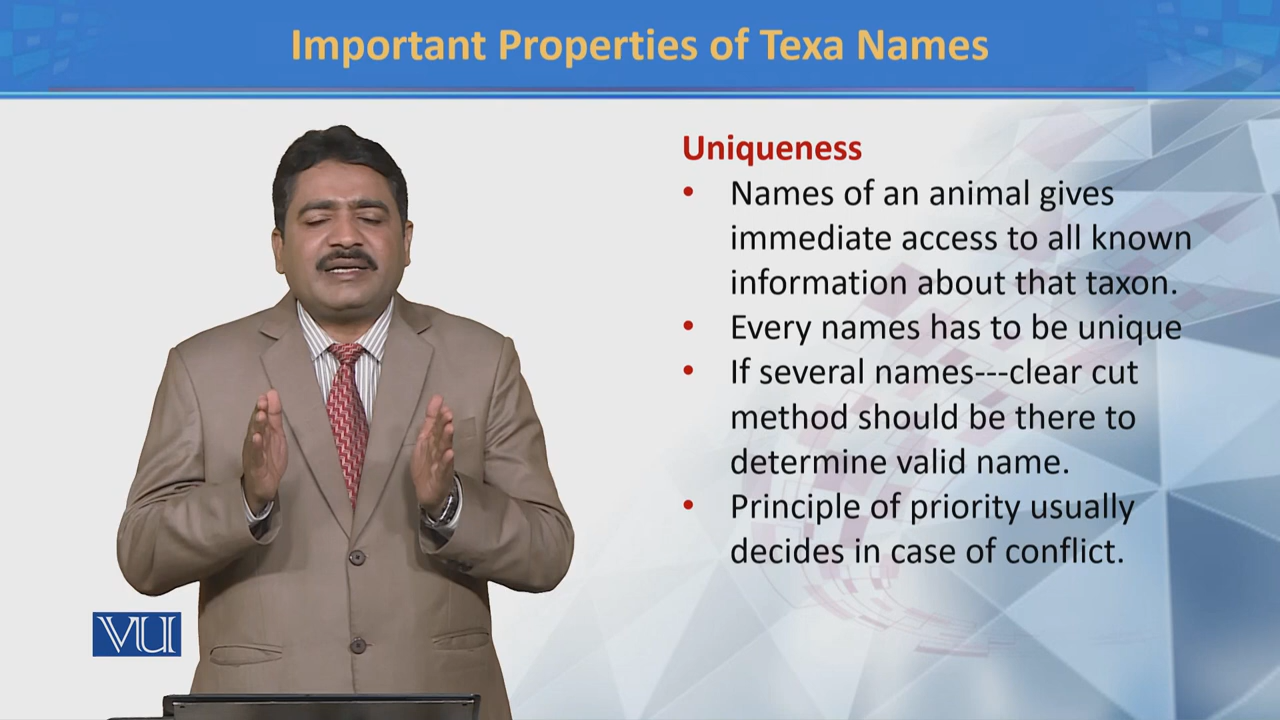 Important Properties of Texa Names
Uniqueness
• Names of an animal gives
immediate access to all known
information about that taxon.
• Every names has to be unique
• If several names---clear cut
method should be there to
determine valid name.
• Principle of priority usually
decides in case of conflict.
VU